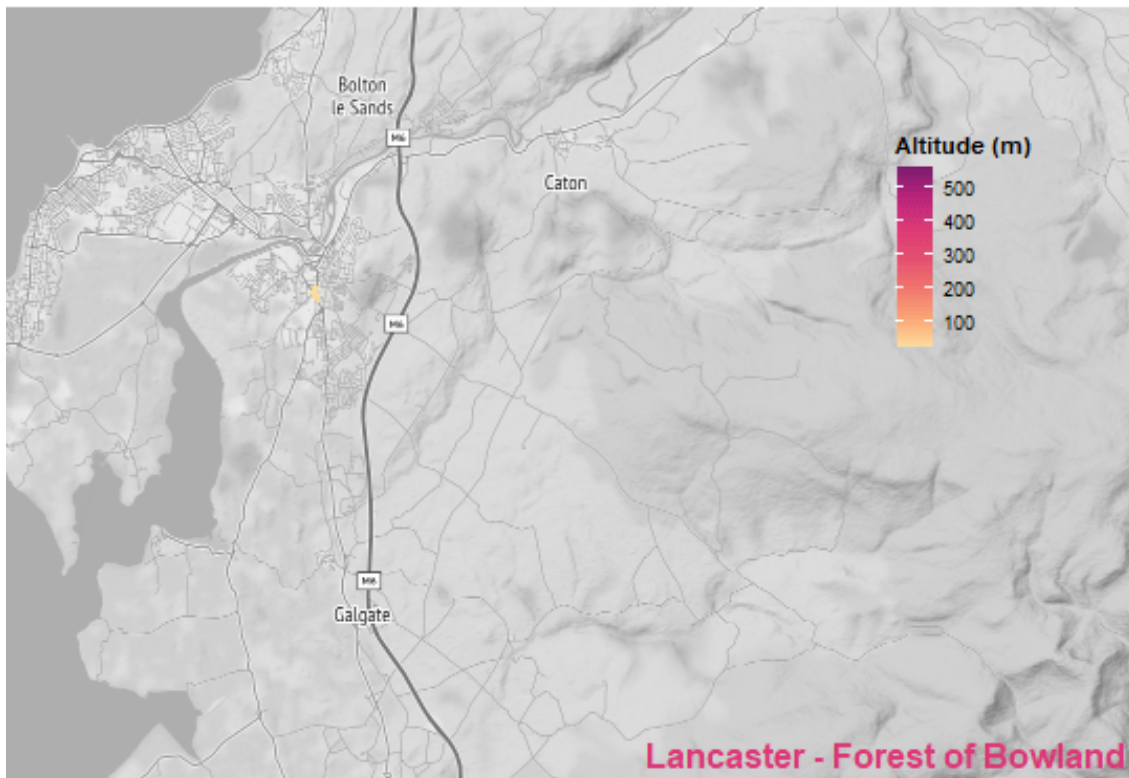 Bolton
le Sands
M6
Caton
Altitude (m)
500
400
300
200
100
M6
M6
Galgate
Lancaster - Forest of Bowland